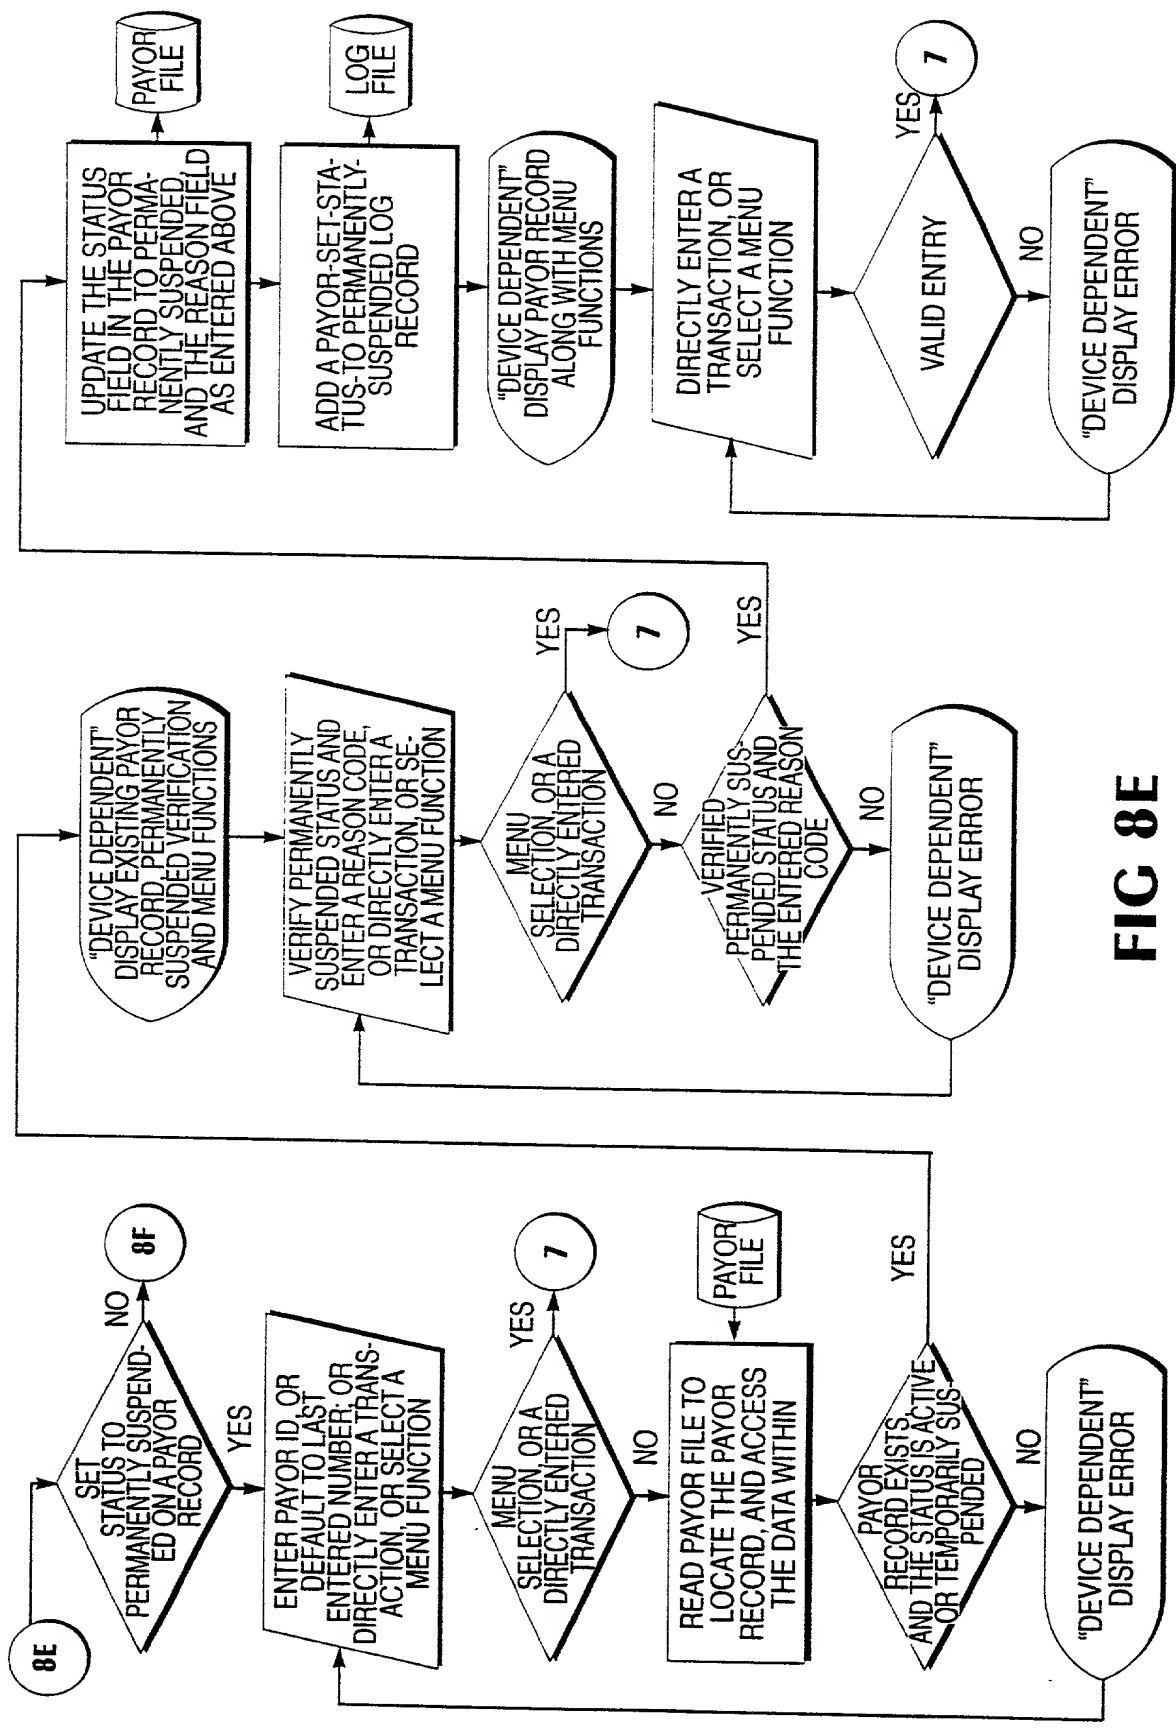 8E
SET
STATUS TO
PERMANENTLY SUSPEND-
ED ON A PAYOR
RECORD
NO
8F
YES
ENTER PAYOR ID, OR
DEFAULT TO LAST
ENTERED NUMBER; OR
DIRECTLY ENTER A TRANS-
ACTION, OR SELECT A
MENU FUNCTION
MENU
SELECTION, OR A
DIRECTLY ENTERED
TRANSACTION
YES
7
NO
READ PAYOR FILE TO
LOCATE THE PAYOR
RECORD, AND ACCESS
THE DATA WITHIN
PAYOR
FILE
PAYOR
RECORD EXISTS,
AND THE STATUS IS ACTIVE
OR TEMPORARILY SUS-
PENDED
YES
NO
"DEVICE DEPENDENT"
DISPLAY ERROR
"DEVICE DEPENDENT"
DISPLAY EXISTING PAYOR
RECORD, PERMANENTLY
SUSPENDED VERIFICATION
AND MENU FUNCTIONS
VERIFY PERMANENTLY
SUSPENDED STATUS AND
ENTER A REASON CODE,
OR DIRECTLY ENTER A
TRANSACTION, OR SE-
LECT A MENU FUNCTION
MENU
SELECTION, OR A
DIRECTLY ENTERED
TRANSACTION
YES
7
NO
VERIFIED
PERMANENTLY SUS-
PENDED STATUS AND
THE ENTERED REASON
CODE
YES
NO
"DEVICE DEPENDENT"
DISPLAY ERROR
UPDATE THE STATUS
FIELD IN THE PAYOR
RECORD TO PERMA-
NENTLY SUSPENDED,
AND THE REASON FIELD
AS ENTERED ABOVE
PAYOR
FILE
ADD A PAYOR-SET-STA-
TUS-TO PERMANENTLY-
SUSPENDED LOG
RECORD
LOG
FILE
"DEVICE DEPENDENT"
DISPLAY PAYOR RECORD
ALONG WITH MENU
FUNCTIONS
DIRECTLY ENTER A
TRANSACTION, OR
SELECT A MENU
FUNCTION
VALID ENTRY
YES
7
NO
"DEVICE DEPENDENT"
DISPLAY ERROR
FIG 8E